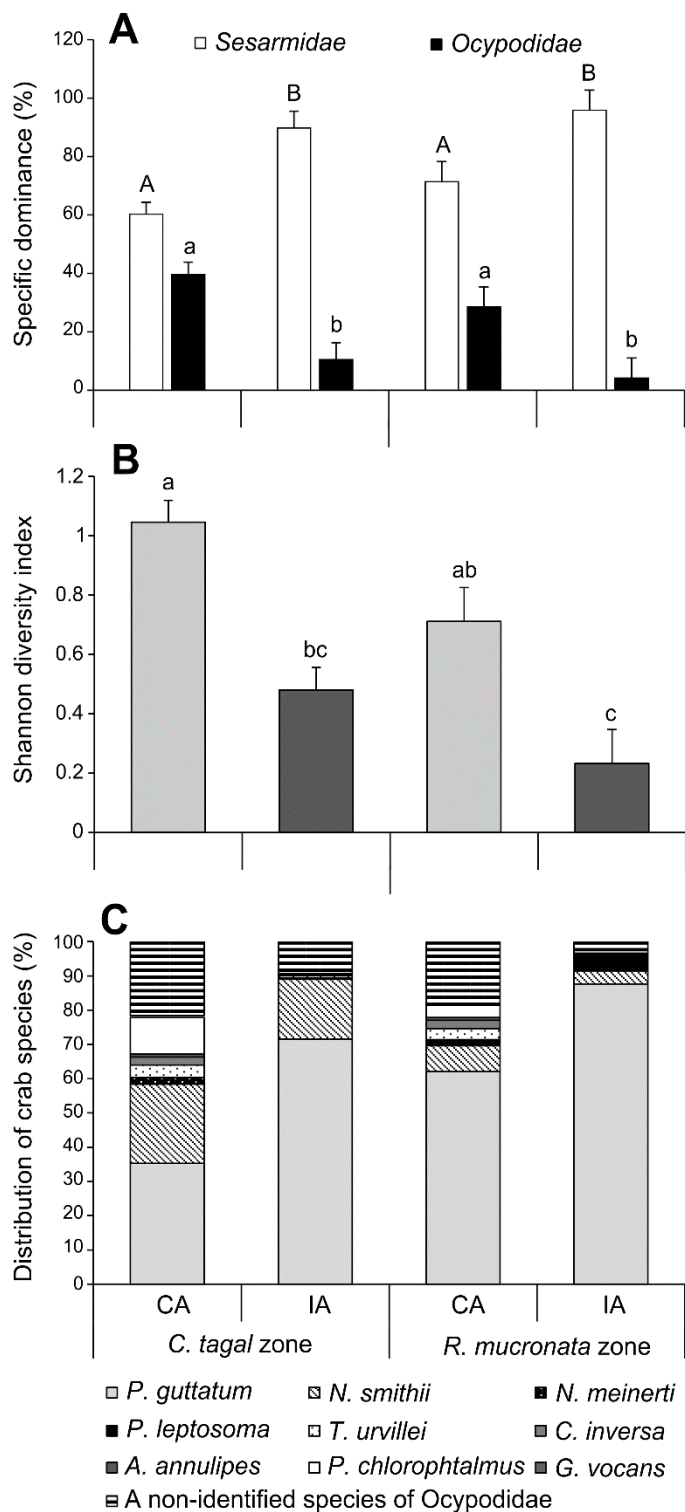 A
Sesarmidae Ocypodidae
Specific dominance (%)
120
100
80
60
40
20
0
A a B b A a B b
B
Shannon diversity index
1.2
1
0.8
0.6
0.4
0.2
0
a bc ab c
C
Distribution of crab species (%)
100
90
80
70
60
50
40
30
20
10
0
CA IA CA IA
C. tagal zone R. mucronata zone
P. guttatum N. smithii N. meinerti
P. leptosoma T. urvillei C. inversa
A. annulipes P. chlorophtalmus G. vocans
A non-identified species of Ocypodidae